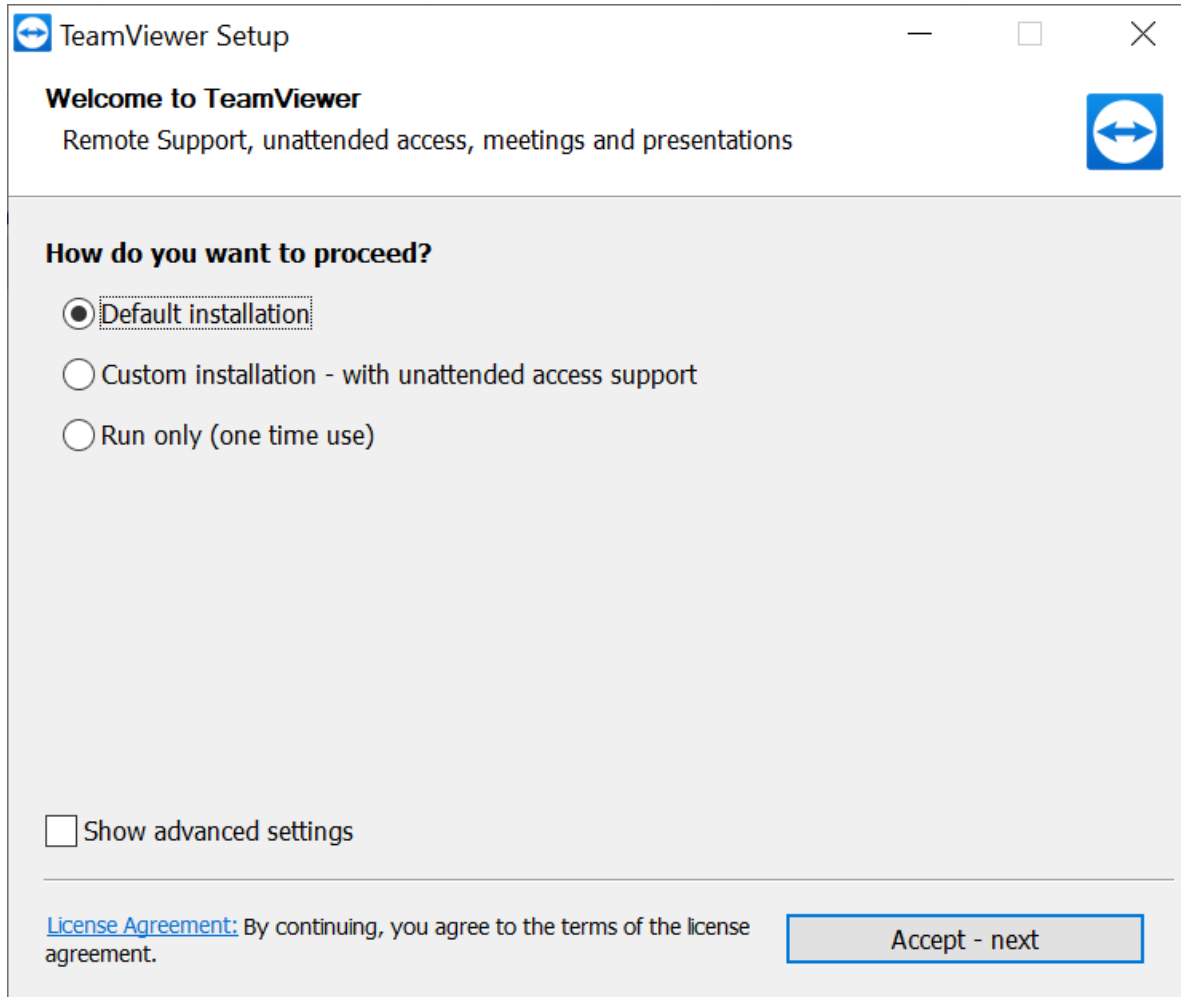 TeamViewer Setup
Welcome to TeamViewer
Remote Support, unattended access, meetings and presentations
How do you want to proceed?
Default installation
Custom installation - with unattended access support
Run only (one time use)
Show advanced settings
License Agreement: By continuing, you agree to the terms of the license
agreement.
Accept - next